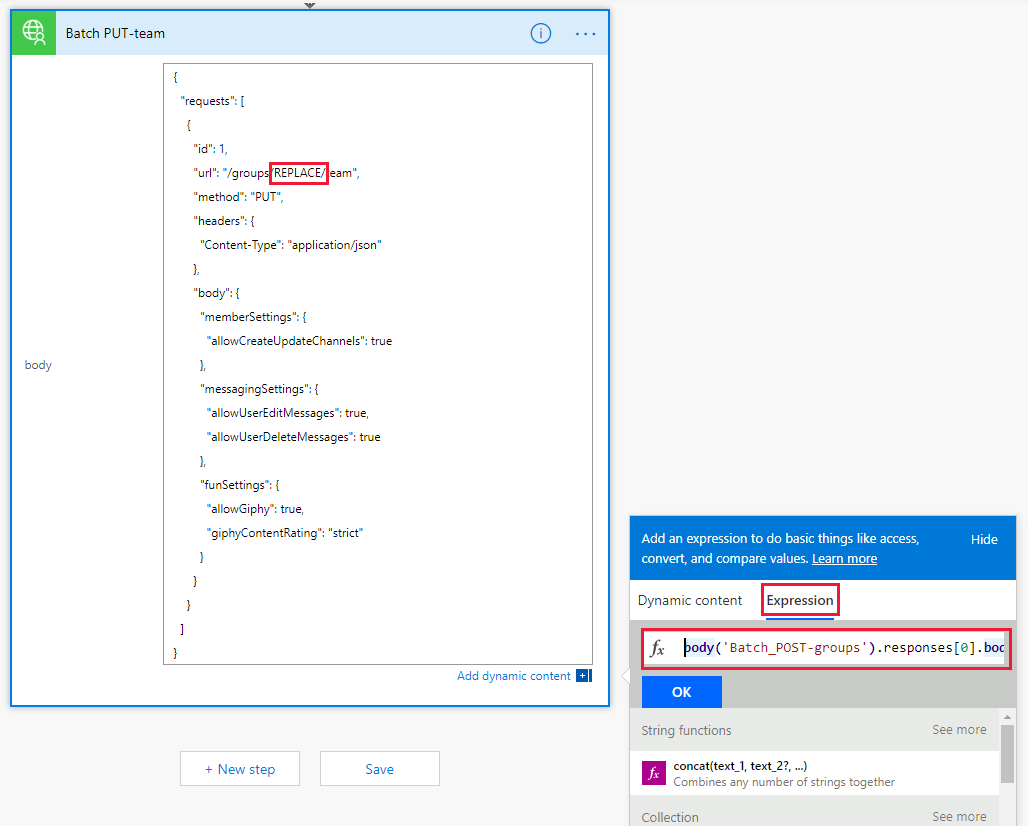 Batch PUT-team
{
"requests": [
{
"id": 1,
"url": "/groups/REPLACE/team",
"method": "PUT",
"headers": {
"Content-Type": "application/json"
},
"body": {
"memberSettings": {
"allowCreateUpdateChannels": true
},
"messagingSettings": {
"allowUserEditMessages": true,
"allowUserDeleteMessages": true
},
"funSettings": {
"allowGiphy": true,
"giphyContentRating": "strict"
}
}
}
]
}
body
Add dynamic content
+ New step
Save
Add an expression to do basic things like access,
convert, and compare values. Learn more
Hide
Dynamic content
Expression
fx
body('Batch_POST-groups').responses[0].bod
OK
String functions
See more
fx
concat(text_1, text_2?, ...)
Combines any number of strings together
Collection
See more